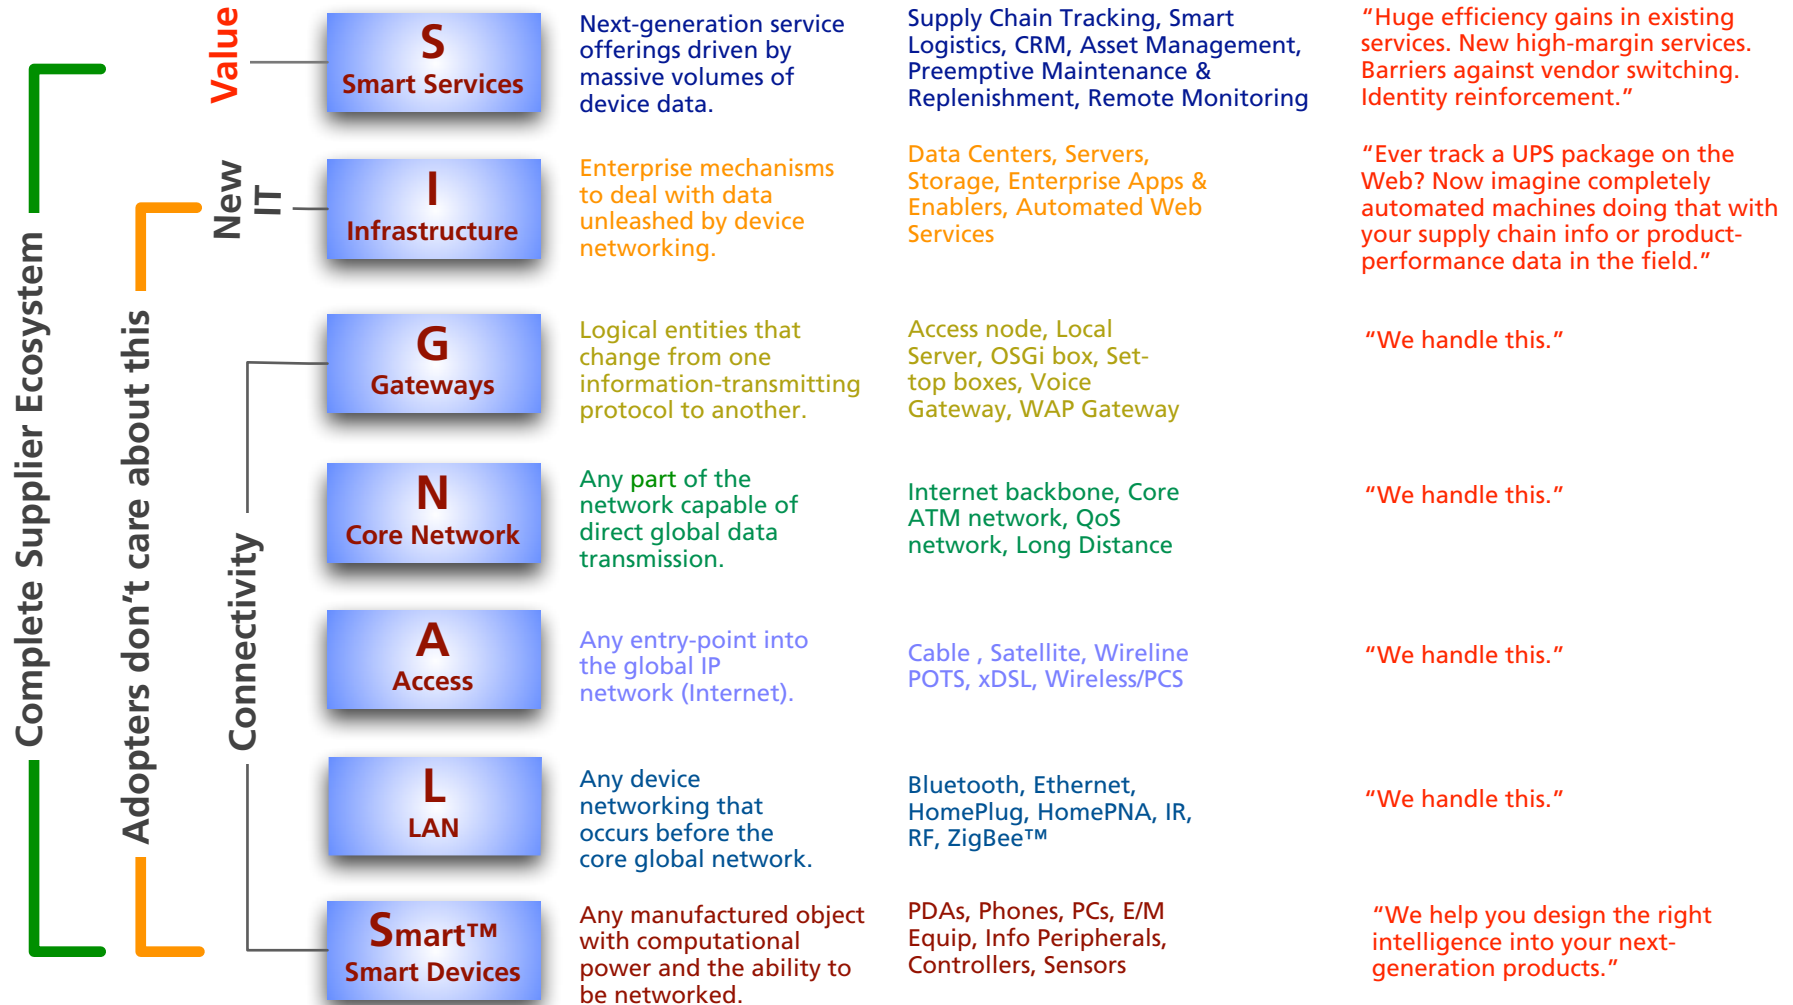 Complete Supplier Ecosystem
Adopters don't care about this
Value
S
Smart Services
Next-generation service
offerings driven by
massive volumes of
device data.
Supply Chain Tracking, Smart
Logistics, CRM, Asset Management,
Preemptive Maintenance &
Replenishment, Remote Monitoring
“Huge efficiency gains in existing
services. New high-margin services.
Barriers against vendor switching.
Identity reinforcement.”
New
IT
I
Infrastructure
Enterprise mechanisms
to deal with data
unleashed by device
networking.
Data Centers, Servers,
Storage, Enterprise Apps &
Enablers, Automated Web
Services
“Ever track a UPS package on the
Web? Now imagine completely
automated machines doing that with
your supply chain info or product-
performance data in the field.”
Connectivity
G
Gateways
Logical entities that
change from one
information-transmitting
protocol to another.
Access node, Local
Server, OSGi box, Set-
top boxes, Voice
Gateway, WAP Gateway
“We handle this.”
N
Core Network
Any part of the
network capable of
direct global data
transmission.
Internet backbone, Core
ATM network, QoS
network, Long Distance
“We handle this.”
A
Access
Any entry-point into
the global IP
network (Internet).
Cable , Satellite, Wireline
POTS, xDSL, Wireless/PCS
“We handle this.”
L
LAN
Any device
networking that
occurs before the
core global network.
Bluetooth, Ethernet,
HomePlug, HomePNA, IR,
RF, ZigBee™
“We handle this.”
Smart™
Smart Devices
Any manufactured object
with computational
power and the ability to
be networked.
PDAs, Phones, PCs, E/M
Equip, Info Peripherals,
Controllers, Sensors
“We help you design the right
intelligence into your next-
generation products.”